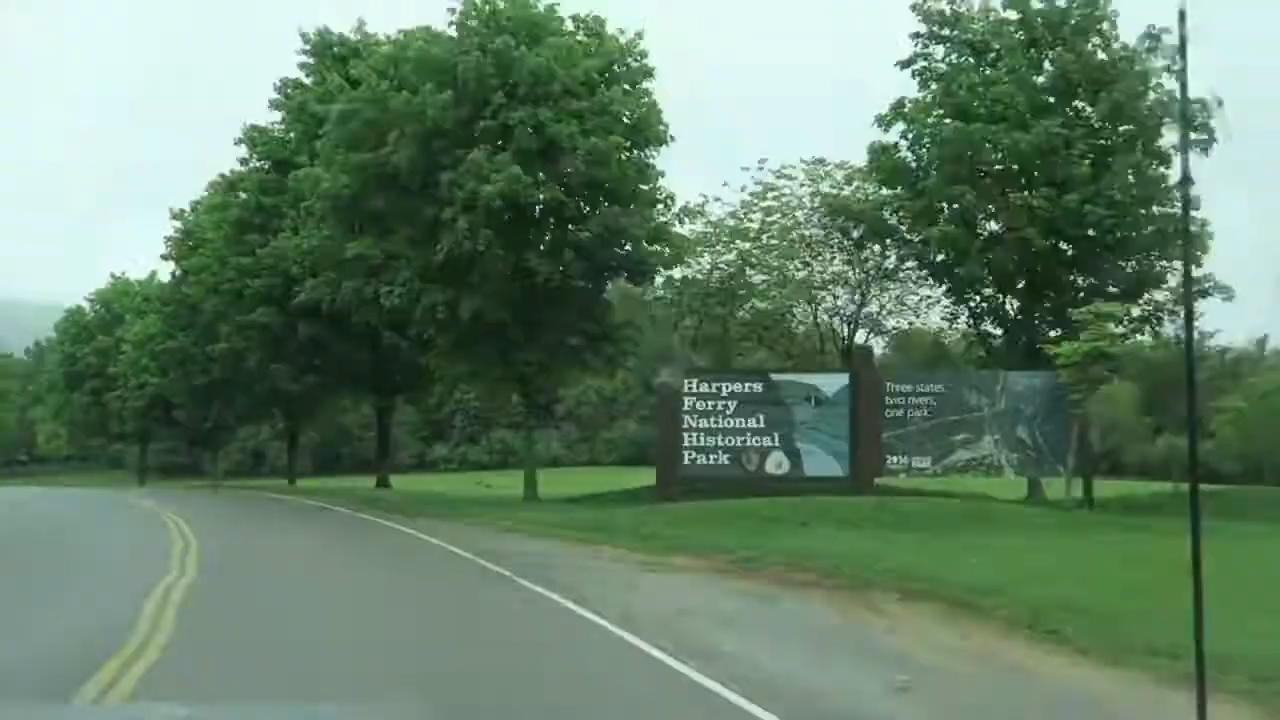 Harpers
Ferry
National
Historical
Park
Three states,
two rivers,
one park.